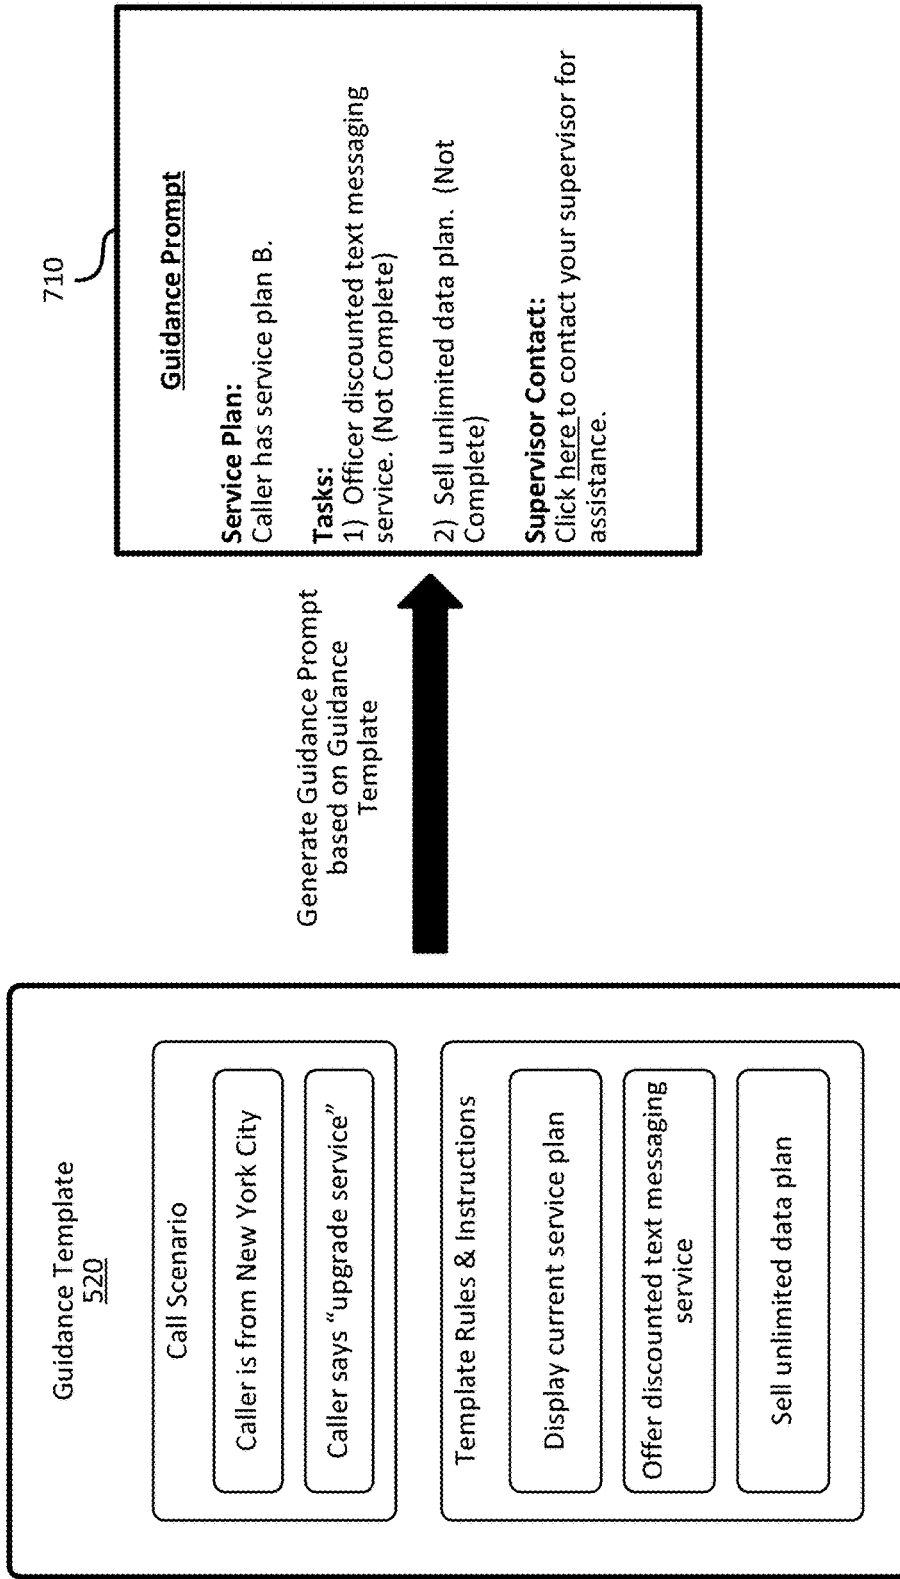 Guidance Template
520
Call Scenario
Caller is from New York City
Caller says “upgrade service”
Template Rules & Instructions
Display current service plan
Offer discounted text messaging
service
Sell unlimited data plan
Generate Guidance Prompt
based on Guidance
Template
710
Guidance Prompt
Service Plan:
Caller has service plan B.
Tasks:
1) Officer discounted text messaging
service. (Not Complete)
2) Sell unlimited data plan. (Not
Complete)
Supervisor Contact:
Click here to contact your supervisor for
assistance.